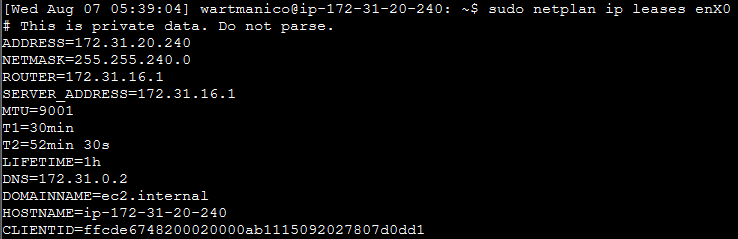 [Wed Aug 07 05:39:04] wartmanico@ip-172-31-20-240: ~$ sudo netplan ip leases enX0
# This is private data. Do not parse.
ADDRESS=172.31.20.240
NETMASK=255.255.240.0
ROUTER=172.31.16.1
SERVER_ADDRESS=172.31.16.1
MTU=9001
T1=30min
T2=52min 30s
LIFETIME=1h
DNS=172.31.0.2
DOMAINNAME=ec2.internal
HOSTNAME=ip-172-31-20-240
CLIENTID=ffcde6748200020000ab1115092027807d0dd1